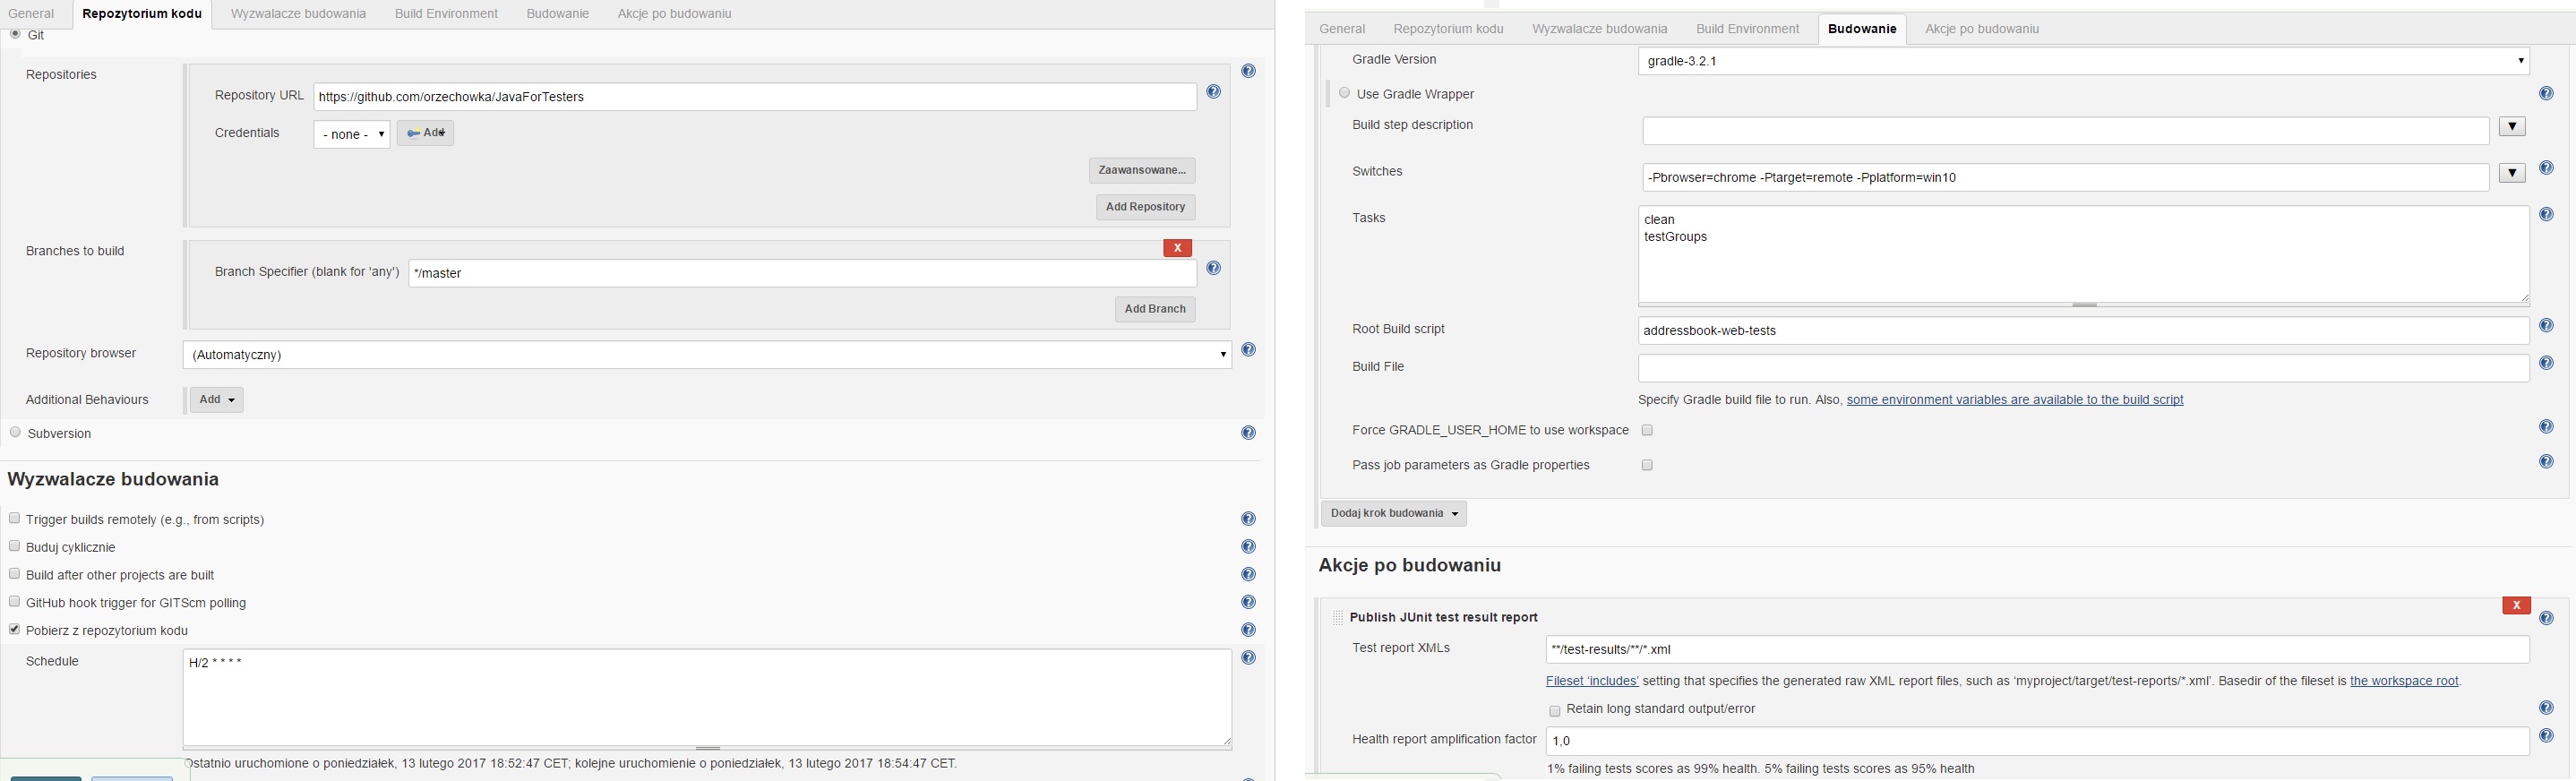 General Repozytorium kodu Wyzwalacze budowania Build Environment Budowanie Akcje po budowaniu
Git
Repositories
Repository URL https://github.com/orzechowka/JavaForTesters
Credentials - none - Add
Zaawansowane...
Add Repository
Branches to build
X
Branch Specifier (blank for 'any') */master
Add Branch
Repository browser (Automatyczny)
Additional Behaviours Add
Subversion
Wyzwalacze budowania
Trigger builds remotely (e.g., from scripts)
Buduj cyklicznie
Build after other projects are built
GitHub hook trigger for GITScm polling
Pobierz z repozytorium kodu
Schedule H/2 * * * *
Ostatnio uruchomione o poniedziałek, 13 lutego 2017 18:52:47 CET; kolejne uruchomienie o poniedziałek, 13 lutego 2017 18:54:47 CET.
General Repozytorium kodu Wyzwalacze budowania Build Environment Budowanie Akcje po budowaniu
Gradle Version gradle-3.2.1
Use Gradle Wrapper
Build step description
Switches -Pbrowser=chrome -Ptarget=remote -Pplatform=win10
Tasks clean
testGroups
Root Build script addressbook-web-tests
Build File
Specify Gradle build file to run. Also, some environment variables are available to the build script
Force GRADLE_USER_HOME to use workspace
Pass job parameters as Gradle properties
Dodaj krok budowania
Akcje po budowaniu
X
Publish JUnit test result report
Test report XMLs **/test-results/**/*.xml
Fileset 'includes' setting that specifies the generated raw XML report files, such as 'myproject/target/test-reports/*.xml'. Basedir of the fileset is the workspace root.
Retain long standard output/error
Health report amplification factor 1,0
1% failing tests scores as 99% health. 5% failing tests scores as 95% health